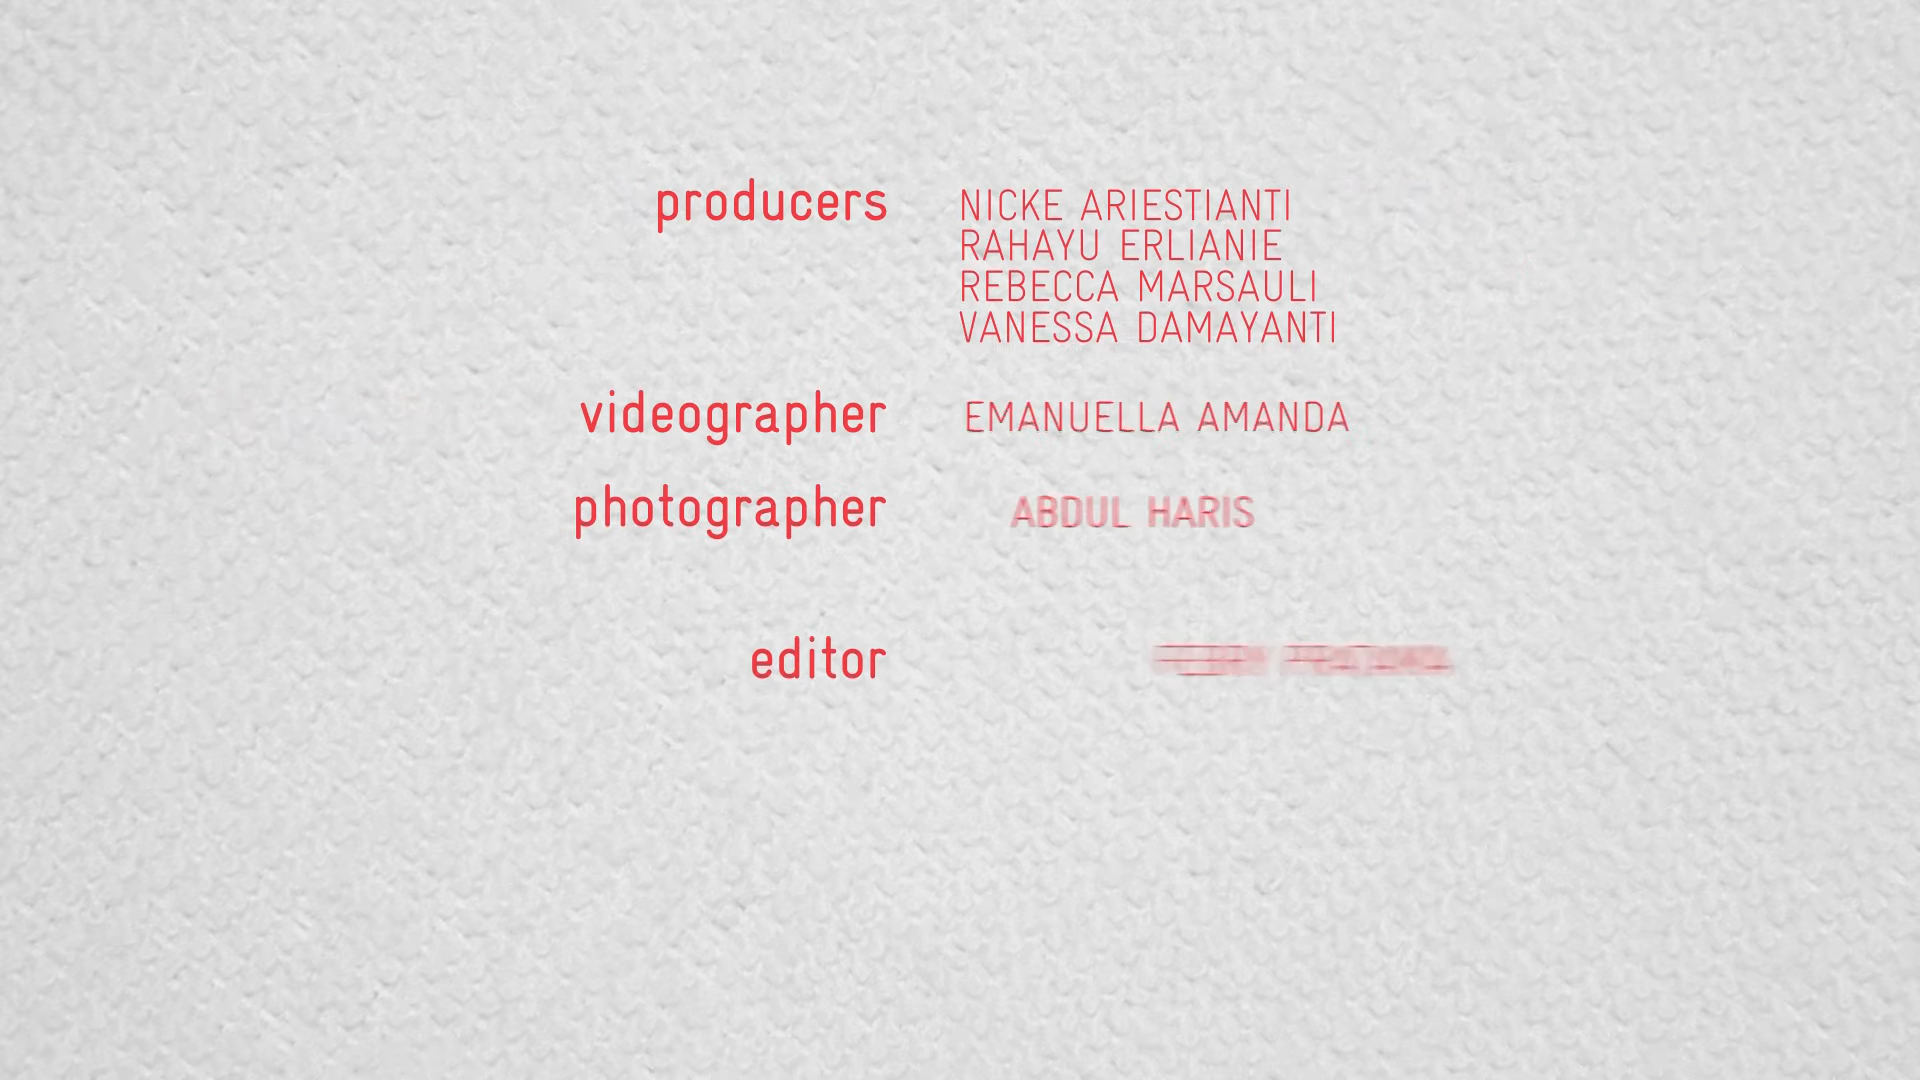 producers NICKE ARIESTIANTI
RAHAYU ERLIANIE
REBECCA MARSAULI
VANESSA DAMAYANTI
videographer EMANUELLA AMANDA
photographer ABDUL HARIS
editor